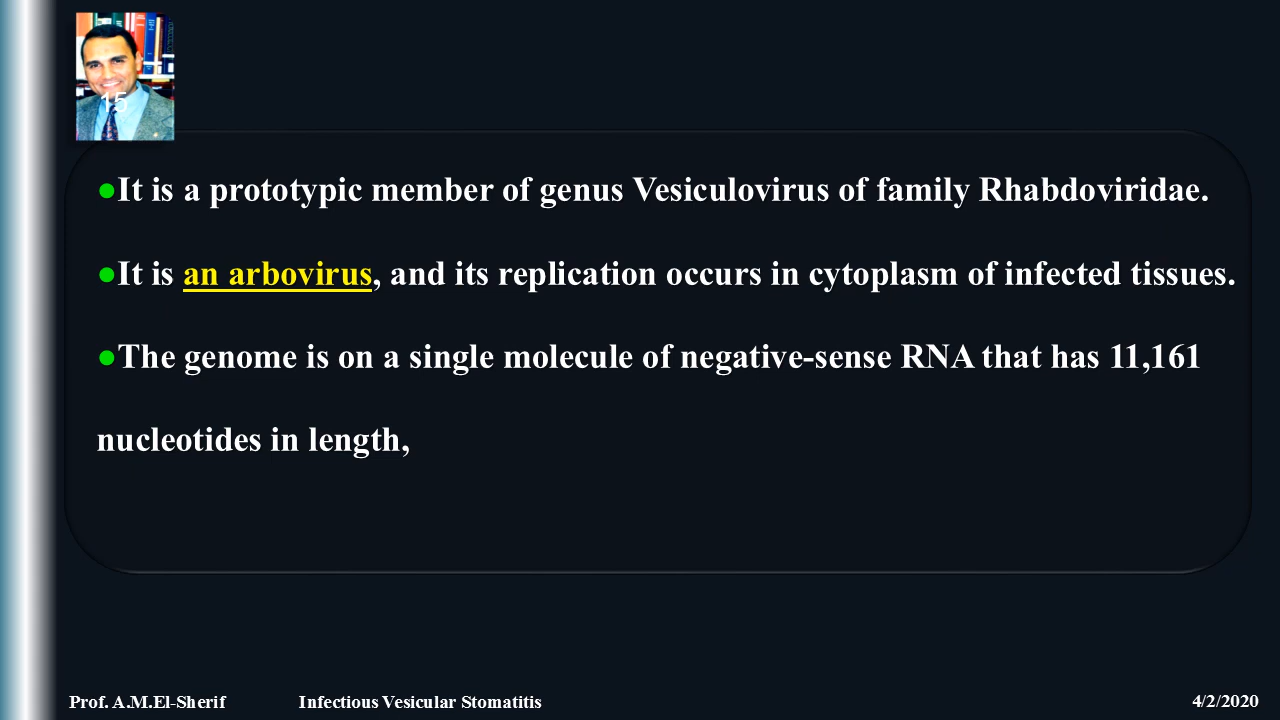 15
●It is a prototypic member of genus Vesiculovirus of family Rhabdoviridae.
●It is an arbovirus, and its replication occurs in cytoplasm of infected tissues.
●The genome is on a single molecule of negative-sense RNA that has 11,161
nucleotides in length,
Prof. A.M.El-Sherif Infectious Vesicular Stomatitis 4/2/2020